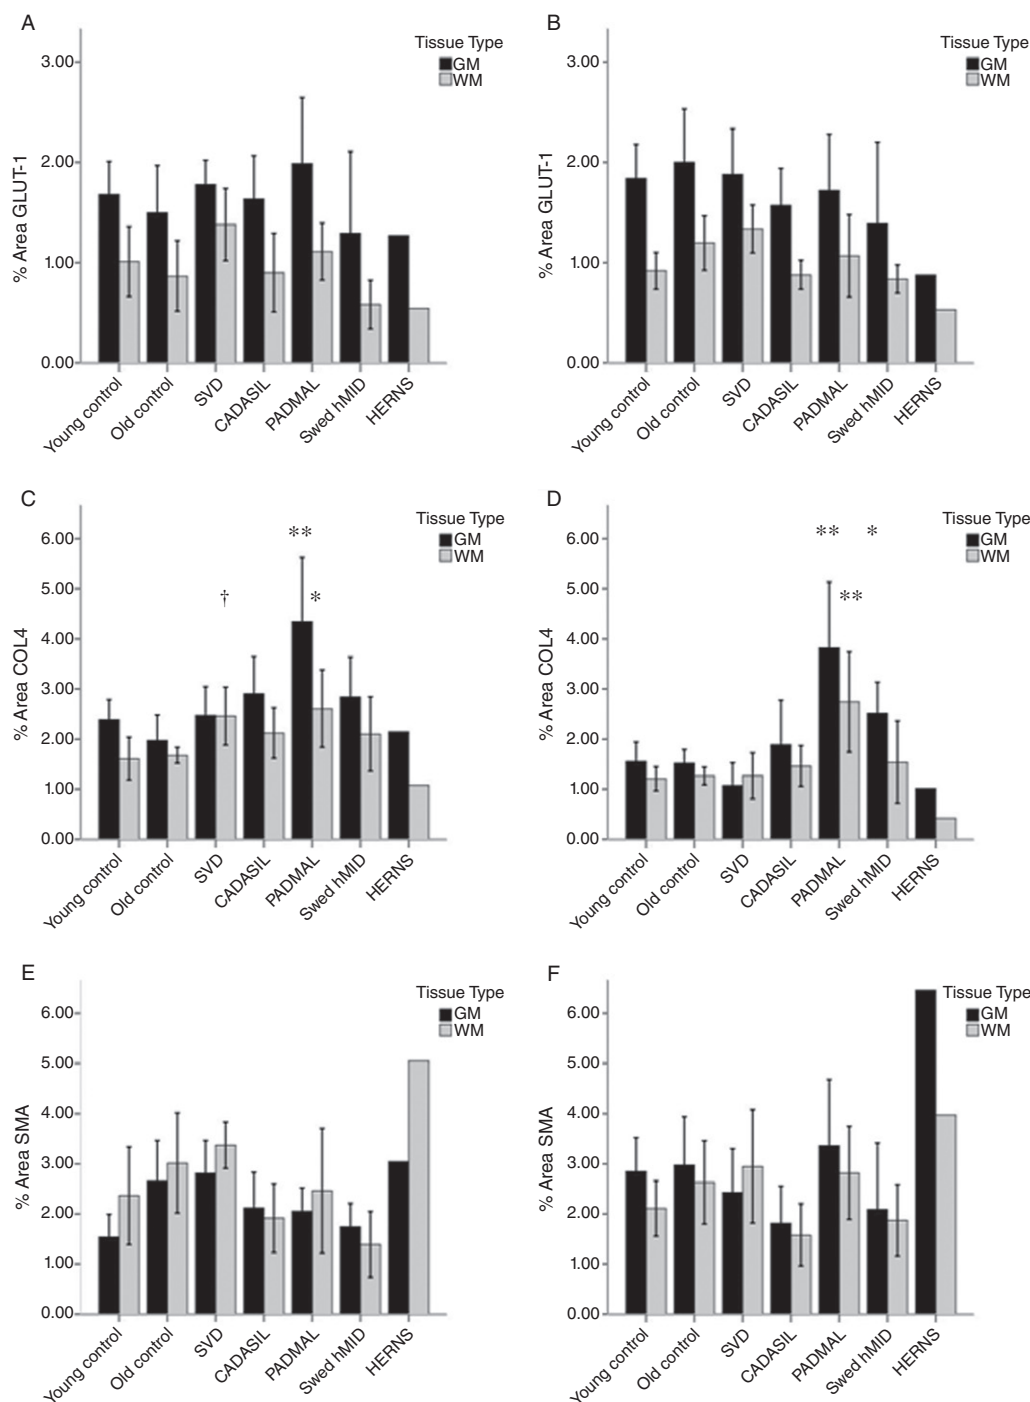 A
Tissue Type
GM
WM
% Area GLUT-1
3.00
2.00
1.00
0.00
Young control
Old control
SVD
CADASIL
PADMAL
Swed hMID
HERNS
B
Tissue Type
GM
WM
% Area GLUT-1
3.00
2.00
1.00
0.00
Young control
Old control
SVD
CADASIL
PADMAL
Swed hMID
HERNS
C
Tissue Type
GM
WM
% Area COL4
6.00
5.00
4.00
3.00
2.00
1.00
0.00
**
† *
Young control
Old control
SVD
CADASIL
PADMAL
Swed hMID
HERNS
D
Tissue Type
GM
WM
% Area COL4
6.00
5.00
4.00
3.00
2.00
1.00
0.00
** *
**
Young control
Old control
SVD
CADASIL
PADMAL
Swed hMID
HERNS
E
Tissue Type
GM
WM
% Area SMA
6.00
5.00
4.00
3.00
2.00
1.00
0.00
Young control
Old control
SVD
CADASIL
PADMAL
Swed hMID
HERNS
F
Tissue Type
GM
WM
% Area SMA
6.00
5.00
4.00
3.00
2.00
1.00
0.00
Young control
Old control
SVD
CADASIL
PADMAL
Swed hMID
HERNS